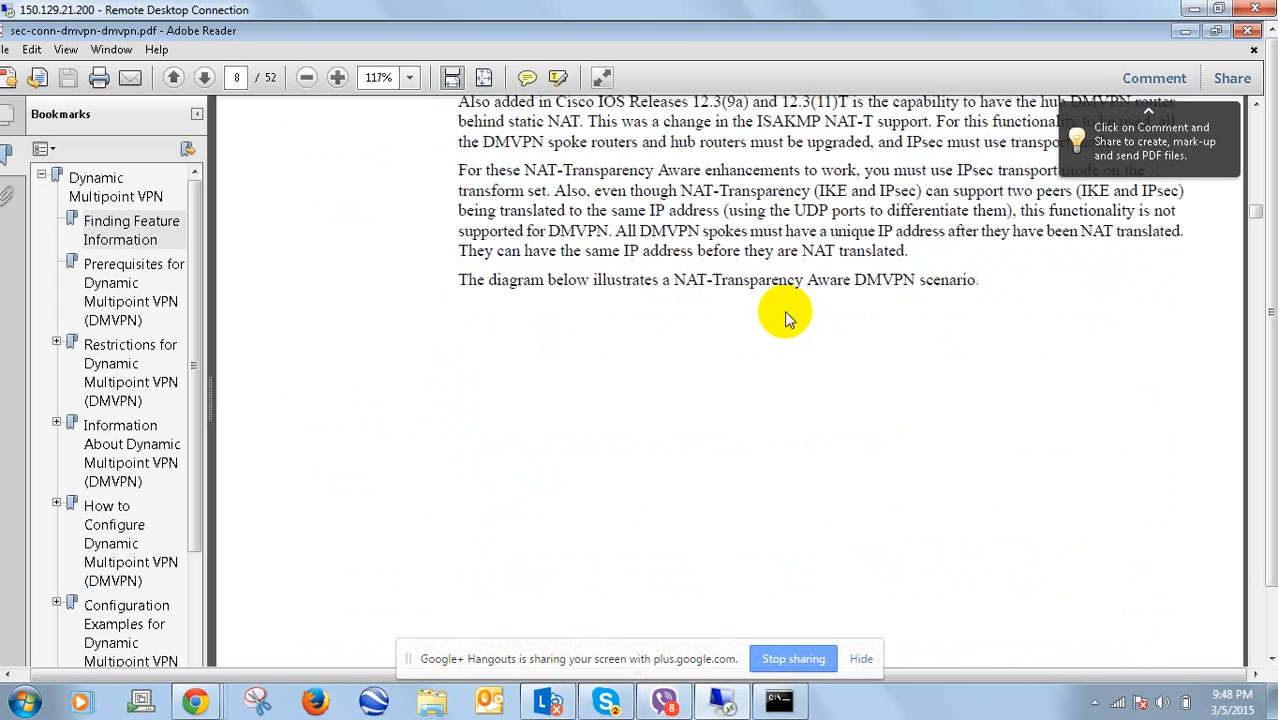 150.129.21.200 - Remote Desktop Connection
sec-conn-dmvpn-dmvpn.pdf - Adobe Reader
le Edit View Window Help
8 / 52 117% Comment Share
Bookmarks
Dynamic
Multipoint VPN
Finding Feature
Information
Prerequisites for
Dynamic
Multipoint VPN
(DMVPN)
Restrictions for
Dynamic
Multipoint VPN
(DMVPN)
Information
About Dynamic
Multipoint VPN
(DMVPN)
How to
Configure
Dynamic
Multipoint VPN
(DMVPN)
Configuration
Examples for
Dynamic
Multipoint VPN
Also added in Cisco IOS Releases 12.3(9a) and 12.3(11)T is the capability to have the hub DMVPN router
behind static NAT. This was a change in the ISAKMP NAT-T support. For this functionality to be used, all
the DMVPN spoke routers and hub routers must be upgraded, and IPsec must use transport
For these NAT-Transparency Aware enhancements to work, you must use IPsec transport mode on the
transform set. Also, even though NAT-Transparency (IKE and IPsec) can support two peers (IKE and IPsec)
being translated to the same IP address (using the UDP ports to differentiate them), this functionality is not
supported for DMVPN. All DMVPN spokes must have a unique IP address after they have been NAT translated.
They can have the same IP address before they are NAT translated.
The diagram below illustrates a NAT-Transparency Aware DMVPN scenario.
Click on Comment and
Share to create, mark-up
and send PDF files.
Google+ Hangouts is sharing your screen with plus.google.com. Stop sharing Hide
C:\
2
8
9:48 PM
3/5/2015